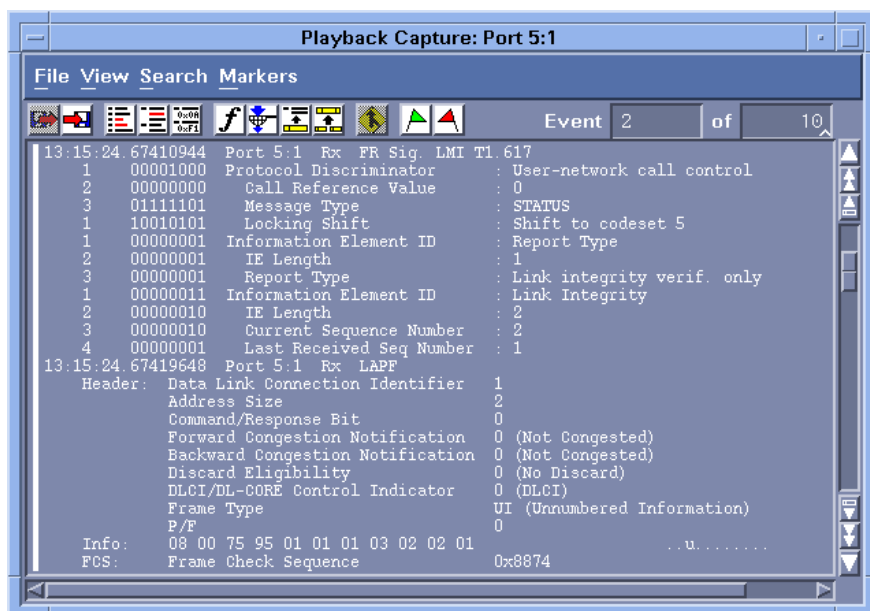 Playback Capture: Port 5:1
File View Search Markers
0x0A
0xF1
f
Event 2 of 10
13:15:24.67410944 Port 5:1 Rx FR Sig. LMI T1.617
1 00001000 Protocol Discriminator : User-network call control
2 00000000 Call Reference Value : 0
3 01111101 Message Type : STATUS
1 10010101 Locking Shift : Shift to codeset 5
1 00000001 Information Element ID : Report Type
2 00000001 IE Length : 1
3 00000001 Report Type : Link integrity verif. only
1 00000011 Information Element ID : Link Integrity
2 00000010 IE Length : 2
3 00000010 Current Sequence Number : 2
4 00000001 Last Received Seq Number : 1
13:15:24.67419648 Port 5:1 Rx LAPF
Header: Data Link Connection Identifier 1
Address Size 2
Command/Response Bit 0
Forward Congestion Notification 0 (Not Congested)
Backward Congestion Notification 0 (Not Congested)
Discard Eligibility 0 (No Discard)
DLCI/DL-CORE Control Indicator 0 (DLCI)
Frame Type UI (Unnumbered Information)
P/F 0
Info: 08 00 75 95 01 01 01 03 02 02 01 ..u........
FCS: Frame Check Sequence 0x8874